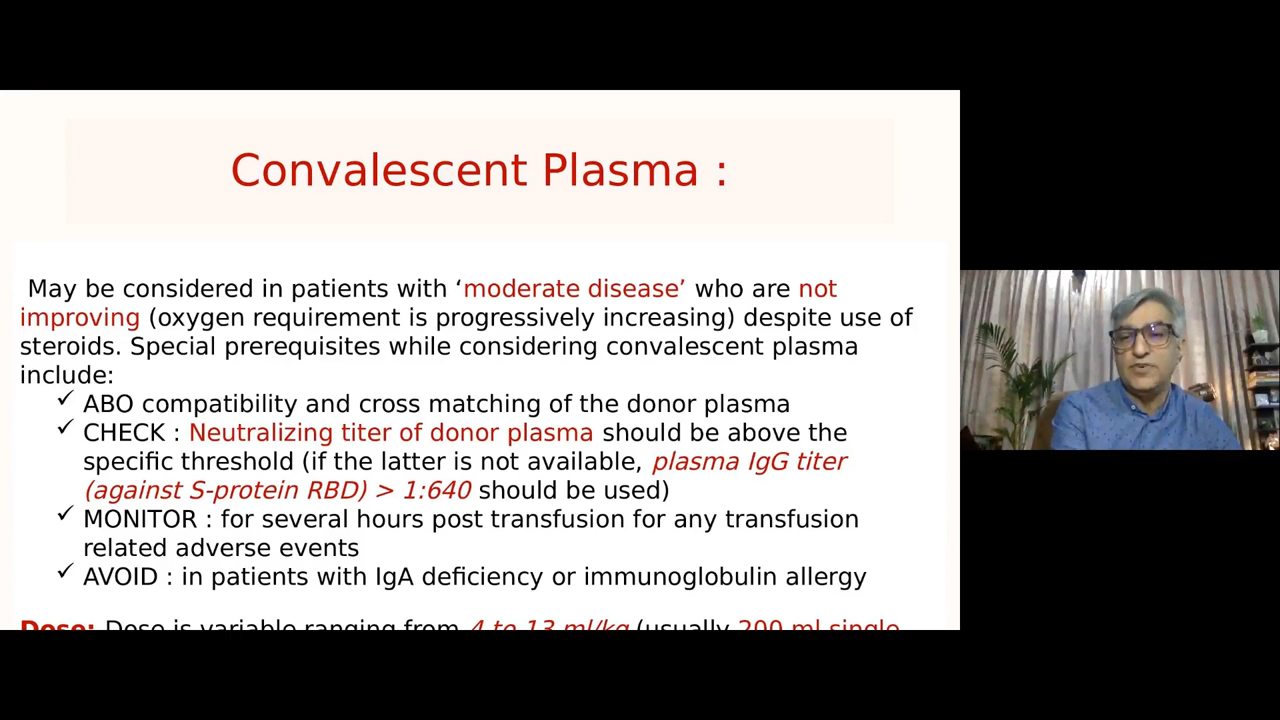 Convalescent Plasma :
May be considered in patients with ‘moderate disease’ who are not
improving (oxygen requirement is progressively increasing) despite use of
steroids. Special prerequisites while considering convalescent plasma
include:
✓ ABO compatibility and cross matching of the donor plasma
✓ CHECK : Neutralizing titer of donor plasma should be above the
specific threshold (if the latter is not available, plasma IgG titer
(against S-protein RBD) > 1:640 should be used)
✓ MONITOR : for several hours post transfusion for any transfusion
related adverse events
✓ AVOID : in patients with IgA deficiency or immunoglobulin allergy
Dose: Dose is variable ranging from 4 to 13 ml/kg (usually 200 ml single